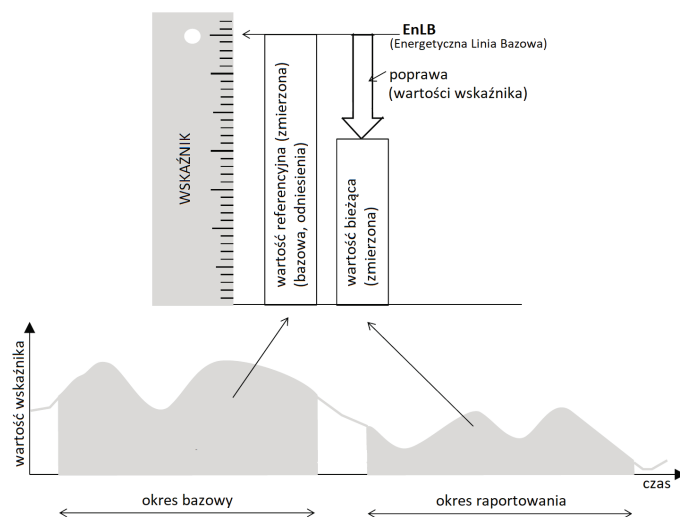 EnLB
(Energetyczna Linia Bazowa)
poprawa
(wartości wskaźnika)
WSKAŹNIK
wartość referencyjna (zmierzona)
(bazowa, odniesienia)
wartość bieżąca
(zmierzona)
wartość wskaźnika
czas
okres bazowy
okres raportowania